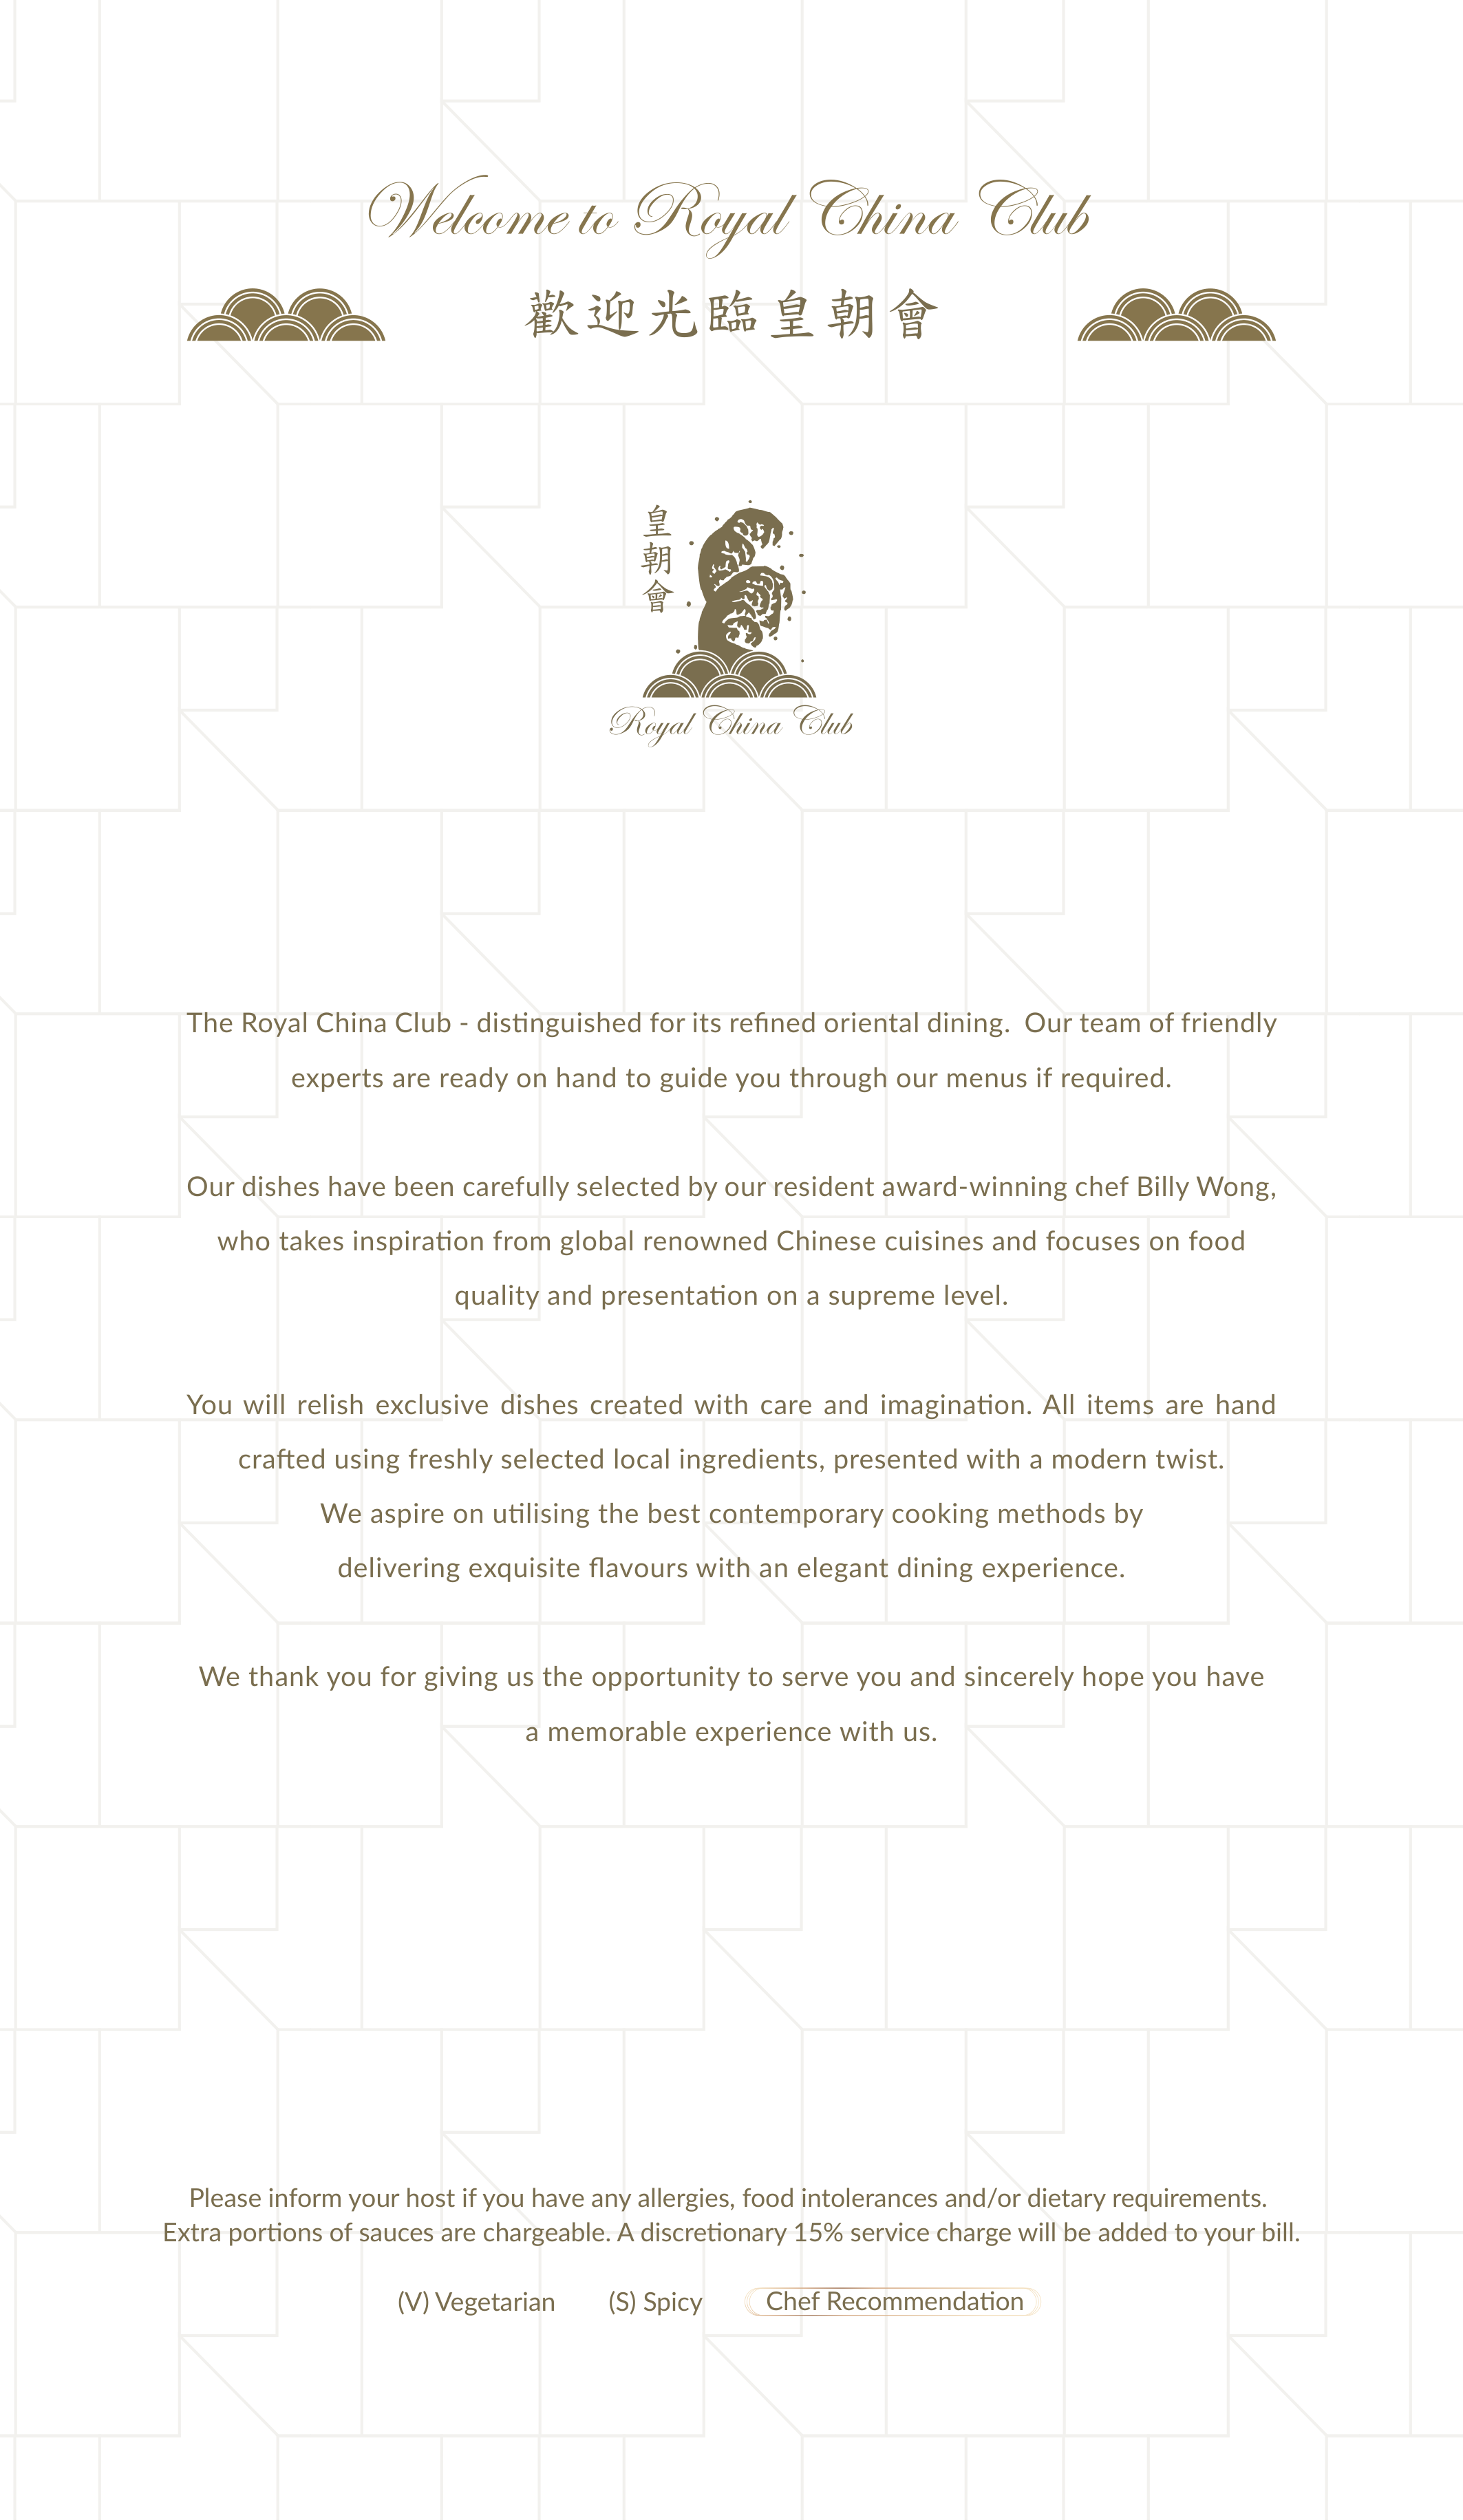 Welcome to Royal China Club
歡迎光臨皇朝會
皇朝會
Royal China Club
The Royal China Club - distinguished for its refined oriental dining.  Our team of friendly
experts are ready on hand to guide you through our menus if required.
Our dishes have been carefully selected by our resident award-winning chef Billy Wong,
who takes inspiration from global renowned Chinese cuisines and focuses on food
quality and presentation on a supreme level.
You will relish exclusive dishes created with care and imagination. All items are hand
crafted using freshly selected local ingredients, presented with a modern twist.
We aspire on utilising the best contemporary cooking methods by
delivering exquisite flavours with an elegant dining experience.
We thank you for giving us the opportunity to serve you and sincerely hope you have
a memorable experience with us.
Please inform your host if you have any allergies, food intolerances and/or dietary requirements.
Extra portions of sauces are chargeable. A discretionary 15% service charge will be added to your bill.
(V) Vegetarian (S) Spicy Chef Recommendation